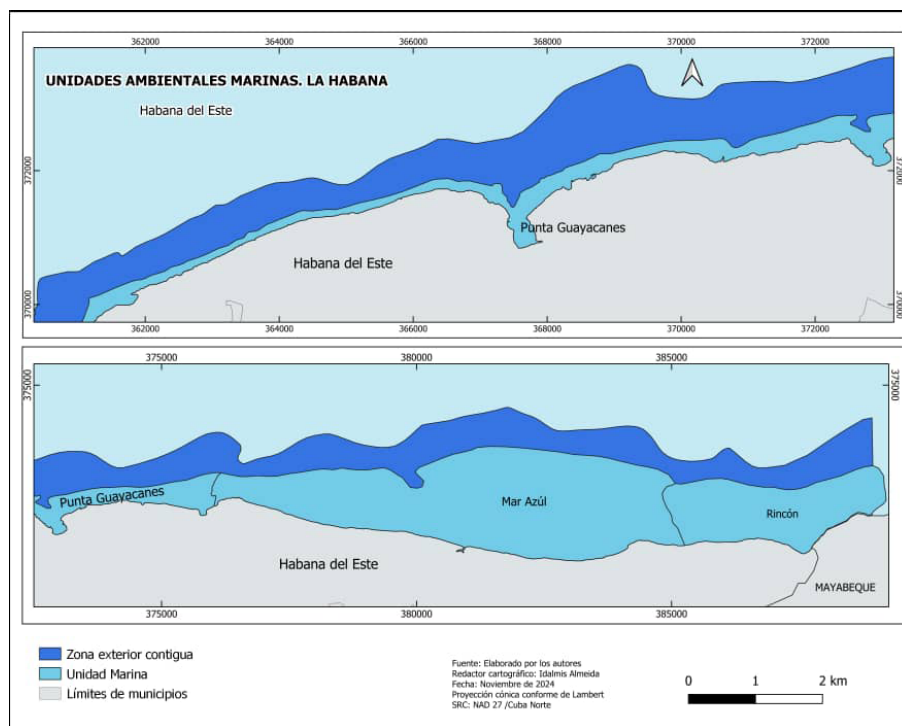 362000 364000 366000 368000 370000 372000
UNIDADES AMBIENTALES MARINAS. LA HABANA
Habana del Este
372000 372000
Punta Guayacanes
Habana del Este
370000 370000
362000 364000 366000 368000 370000 372000
375000 380000 385000
375000 375000
Punta Guayacanes
Mar Azúl
Rincón
Habana del Este
MAYABEQUE
375000 380000 385000
Zona exterior contigua
Unidad Marina
Límites de municipios
Fuente: Elaborado por los autores
Redactor cartográfico: Idalmis Almeida
Fecha: Noviembre de 2024
Proyección cónica conforme de Lambert
SRC: NAD 27 /Cuba Norte
0 1 2 km